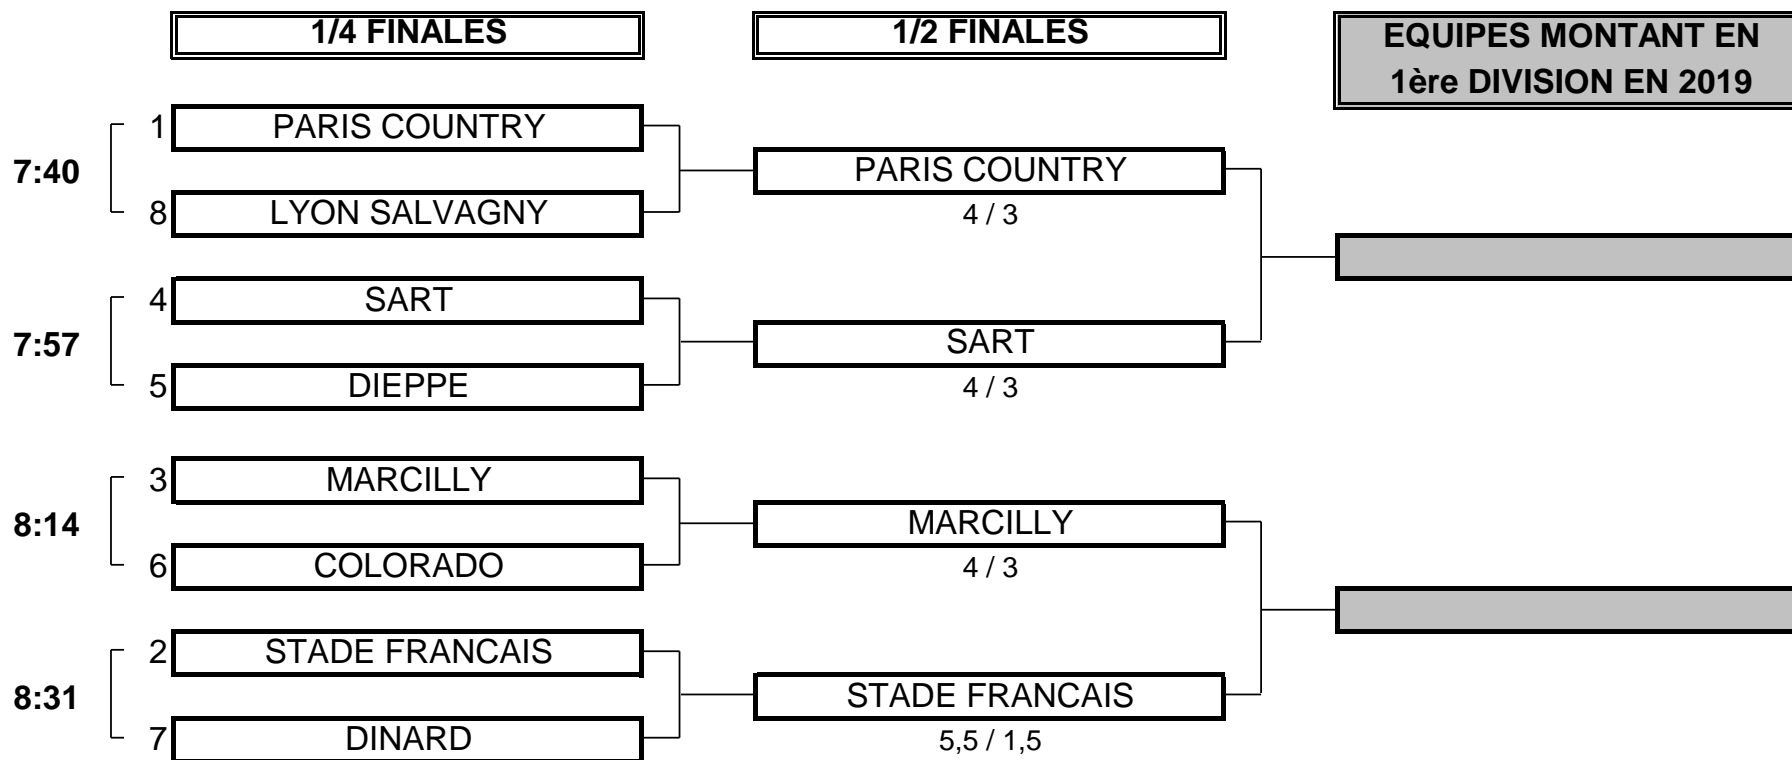 1/4 FINALES
1/2 FINALES
EQUIPES MONTANT EN
1ère DIVISION EN 2019
7:40
1 PARIS COUNTRY
8 LYON SALVAGNY
PARIS COUNTRY
4 / 3
7:57
4 SART
5 DIEPPE
SART
4 / 3
8:14
3 MARCILLY
6 COLORADO
MARCILLY
4 / 3
8:31
2 STADE FRANCAIS
7 DINARD
STADE FRANCAIS
5,5 / 1,5